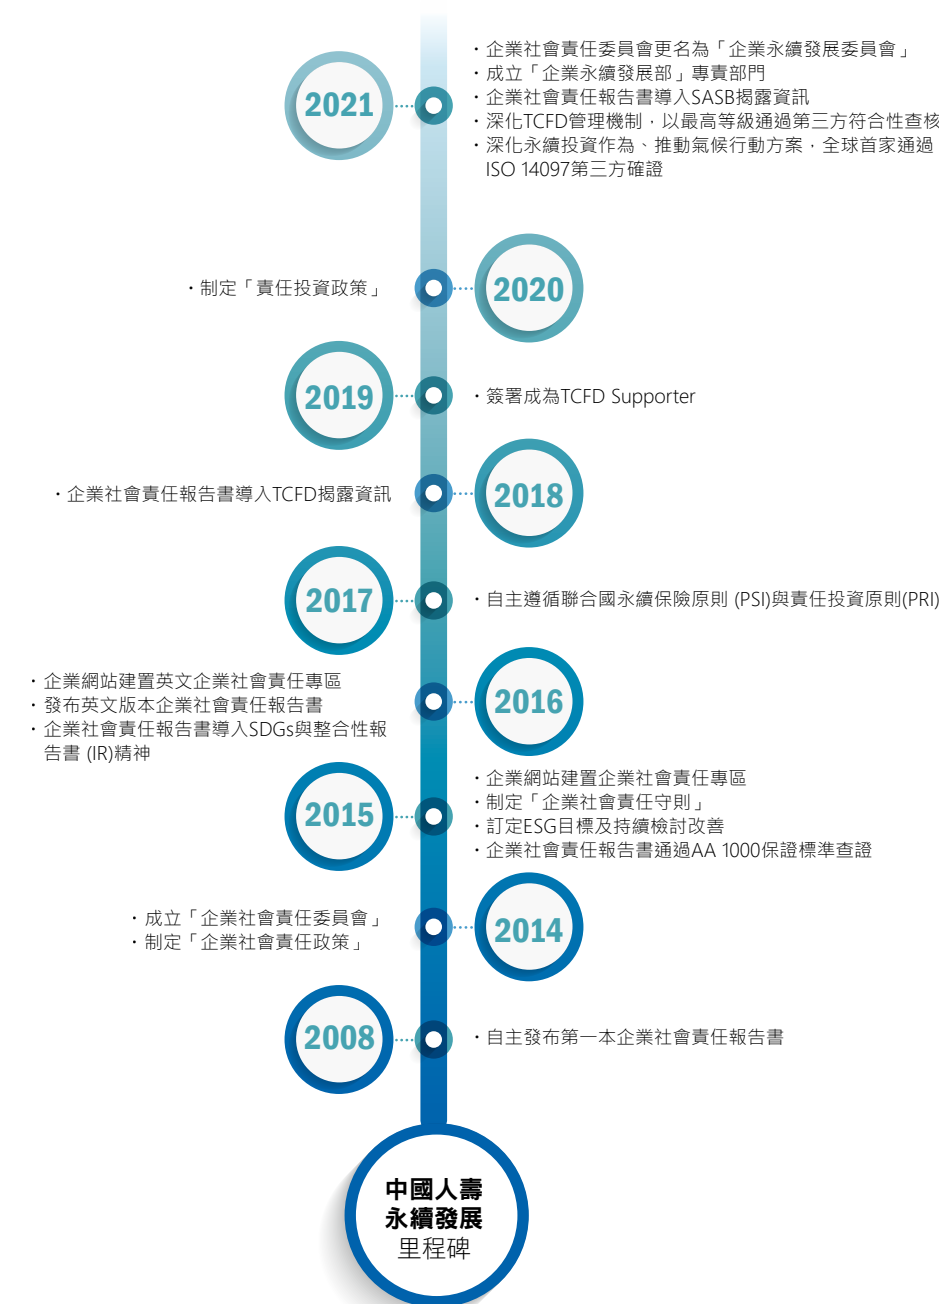 2021
・企業社會責任委員會更名為「企業永續發展委員會」
・成立「企業永續發展部」專責部門
・企業社會責任報告書導入SASB揭露資訊
・深化TCFD管理機制，以最高等級通過第三方符合性查核
・深化永續投資作為、推動氣候行動方案，全球首家通過
ISO 14097第三方確證
・制定「責任投資政策」
2020
2019
・簽署成為TCFD Supporter
・企業社會責任報告書導入TCFD揭露資訊
2018
2017
・自主遵循聯合國永續保險原則 (PSI)與責任投資原則(PRI)
・企業網站建置英文企業社會責任專區
・發布英文版本企業社會責任報告書
・企業社會責任報告書導入SDGs與整合性報
告書 (IR)精神
2016
2015
・企業網站建置企業社會責任專區
・制定「企業社會責任守則」
・訂定ESG目標及持續檢討改善
・企業社會責任報告書通過AA 1000保證標準查證
・成立「企業社會責任委員會」
・制定「企業社會責任政策」
2014
2008
・自主發布第一本企業社會責任報告書
中國人壽
永續發展
里程碑